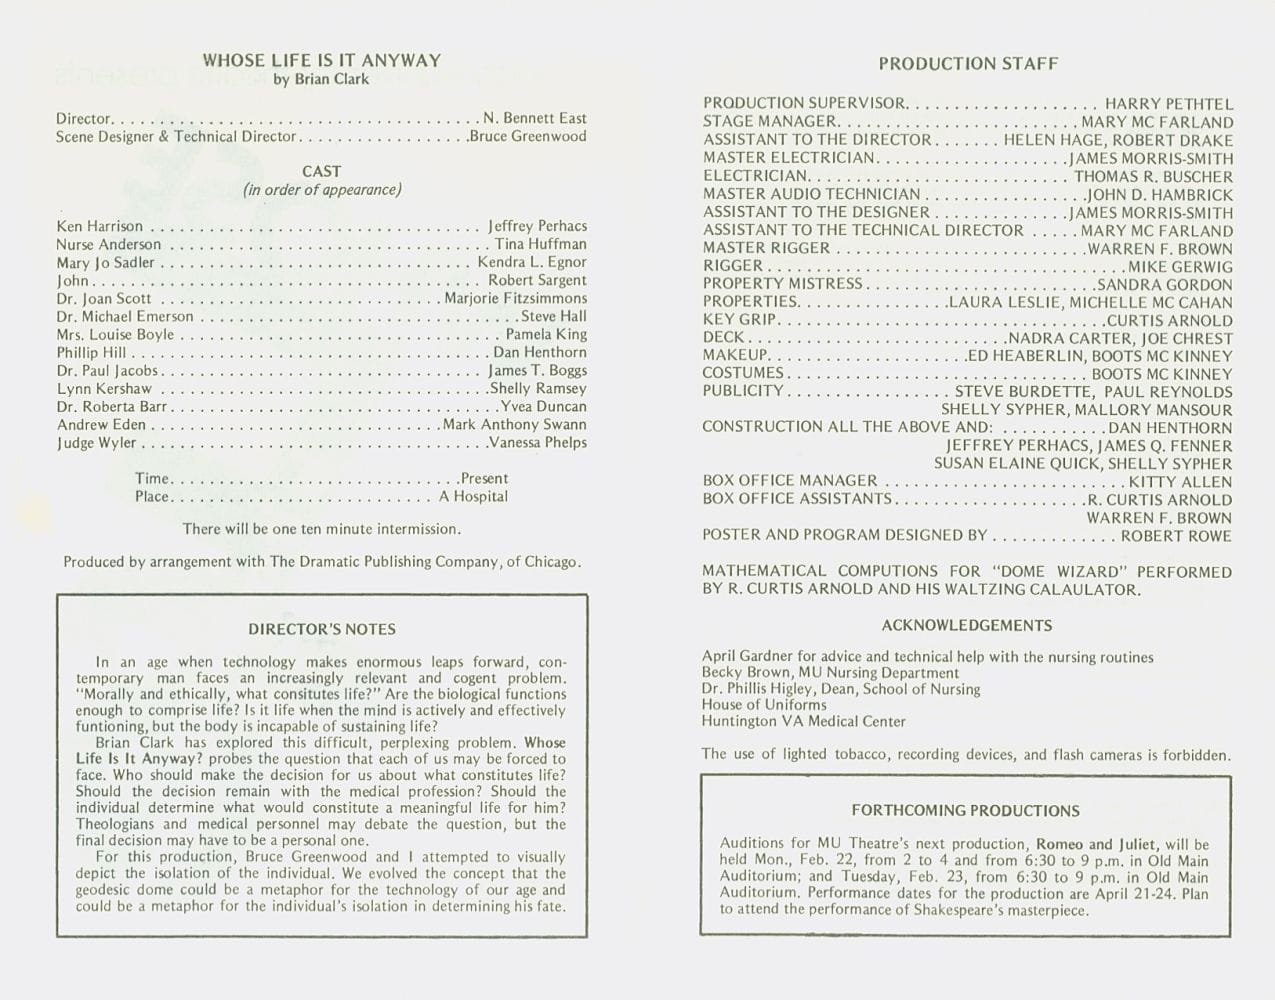 WHOSE LIFE IS IT ANYWAY
by Brian Clark
Director. . . . . . . . . . . . . . . . . . . . . . . . . . . . . . . . . . . . . . . N. Bennett East
Scene Designer & Technical Director. . . . . . . . . . . . . . . . . .Bruce Greenwood
CAST
(in order of appearance)
Ken Harrison . . . . . . . . . . . . . . . . . . . . . . . . . . . . . . . . . . . Jeffrey Perhacs
Nurse Anderson . . . . . . . . . . . . . . . . . . . . . . . . . . . . . . . . . . Tina Huffman
Mary Jo Sadler . . . . . . . . . . . . . . . . . . . . . . . . . . . . . . . . . Kendra L. Egnor
John . . . . . . . . . . . . . . . . . . . . . . . . . . . . . . . . . . . . . . . . . Robert Sargent
Dr. Joan Scott . . . . . . . . . . . . . . . . . . . . . . . . . . . . . . Marjorie Fitzsimmons
Dr. Michael Emerson . . . . . . . . . . . . . . . . . . . . . . . . . . . . . . . . . .Steve Hall
Mrs. Louise Boyle . . . . . . . . . . . . . . . . . . . . . . . . . . . . . . . . . . Pamela King
Phillip Hill . . . . . . . . . . . . . . . . . . . . . . . . . . . . . . . . . . . . . . Dan Henthorn
Dr. Paul Jacobs. . . . . . . . . . . . . . . . . . . . . . . . . . . . . . . . . . James T. Boggs
Lynn Kershaw . . . . . . . . . . . . . . . . . . . . . . . . . . . . . . . . . . .Shelly Ramsey
Dr. Roberta Barr. . . . . . . . . . . . . . . . . . . . . . . . . . . . . . . . . . .Yvea Duncan
Andrew Eden . . . . . . . . . . . . . . . . . . . . . . . . . . . . . . .Mark Anthony Swann
Judge Wyler . . . . . . . . . . . . . . . . . . . . . . . . . . . . . . . . . . . .Vanessa Phelps
Time. . . . . . . . . . . . . . . . . . . . . . . . . . . . . .Present
Place. . . . . . . . . . . . . . . . . . . . . . . . . . . A Hospital
There will be one ten minute intermission.
Produced by arrangement with The Dramatic Publishing Company, of Chicago.
DIRECTOR'S NOTES
In an age when technology makes enormous leaps forward, con-
temporary man faces an increasingly relevant and cogent problem.
"Morally and ethically, what consitutes life?" Are the biological functions
enough to comprise life? Is it life when the mind is actively and effectively
funtioning, but the body is incapable of sustaining life?
Brian Clark has explored this difficult, perplexing problem. Whose
Life Is It Anyway? probes the question that each of us may be forced to
face. Who should make the decision for us about what constitutes life?
Should the decision remain with the medical profession? Should the
individual determine what would constitute a meaningful life for him?
Theologians and medical personnel may debate the question, but the
final decision may have to be a personal one.
For this production, Bruce Greenwood and I attempted to visually
depict the isolation of the individual. We evolved the concept that the
geodesic dome could be a metaphor for the technology of our age and
could be a metaphor for the individual's isolation in determining his fate.
PRODUCTION STAFF
PRODUCTION SUPERVISOR. . . . . . . . . . . . . . . . . . . . HARRY PETHTEL
STAGE MANAGER. . . . . . . . . . . . . . . . . . . . . . . . . MARY MC FARLAND
ASSISTANT TO THE DIRECTOR . . . . . . . HELEN HAGE, ROBERT DRAKE
MASTER ELECTRICIAN. . . . . . . . . . . . . . . . . . . .JAMES MORRIS-SMITH
ELECTRICIAN. . . . . . . . . . . . . . . . . . . . . . . . . . . THOMAS R. BUSCHER
MASTER AUDIO TECHNICIAN . . . . . . . . . . . . . . . . .JOHN D. HAMBRICK
ASSISTANT TO THE DESIGNER . . . . . . . . . . . . . .JAMES MORRIS-SMITH
ASSISTANT TO THE TECHNICAL DIRECTOR . . . . . MARY MC FARLAND
MASTER RIGGER . . . . . . . . . . . . . . . . . . . . . . . . . .WARREN F. BROWN
RIGGER . . . . . . . . . . . . . . . . . . . . . . . . . . . . . . . . . . . . .MIKE GERWIG
PROPERTY MISTRESS . . . . . . . . . . . . . . . . . . . . . . . .SANDRA GORDON
PROPERTIES. . . . . . . . . . . . . . . .LAURA LESLIE, MICHELLE MC CAHAN
KEY GRIP. . . . . . . . . . . . . . . . . . . . . . . . . . . . . . . . . .CURTIS ARNOLD
DECK . . . . . . . . . . . . . . . . . . . . . . . . . . .NADRA CARTER, JOE CHREST
MAKEUP. . . . . . . . . . . . . . . . . . . . .ED HEABERLIN, BOOTS MC KINNEY
COSTUMES . . . . . . . . . . . . . . . . . . . . . . . . . . . . . . . BOOTS MC KINNEY
PUBLICITY . . . . . . . . . . . . . . . . . STEVE BURDETTE, PAUL REYNOLDS
SHELLY SYPHER, MALLORY MANSOUR
CONSTRUCTION ALL THE ABOVE AND: . . . . . . . . . . .DAN HENTHORN
JEFFREY PERHACS, JAMES Q. FENNER
SUSAN ELAINE QUICK, SHELLY SYPHER
BOX OFFICE MANAGER . . . . . . . . . . . . . . . . . . . . . . . . . KITTY ALLEN
BOX OFFICE ASSISTANTS . . . . . . . . . . . . . . . . . . . .R. CURTIS ARNOLD
WARREN F. BROWN
POSTER AND PROGRAM DESIGNED BY . . . . . . . . . . . . . ROBERT ROWE
MATHEMATICAL COMPUTIONS FOR "DOME WIZARD" PERFORMED
BY R. CURTIS ARNOLD AND HIS WALTZING CALAULATOR.
ACKNOWLEDGEMENTS
April Gardner for advice and technical help with the nursing routines
Becky Brown, MU Nursing Department
Dr. Phillis Higley, Dean, School of Nursing
House of Uniforms
Huntington VA Medical Center
The use of lighted tobacco, recording devices, and flash cameras is forbidden.
FORTHCOMING PRODUCTIONS
Auditions for MU Theatre's next production, Romeo and Juliet, will be
held Mon., Feb. 22, from 2 to 4 and from 6:30 to 9 p.m. in Old Main
Auditorium; and Tuesday, Feb. 23, from 6:30 to 9 p.m. in Old Main
Auditorium. Performance dates for the production are April 21-24. Plan
to attend the performance of Shakespeare's masterpiece.